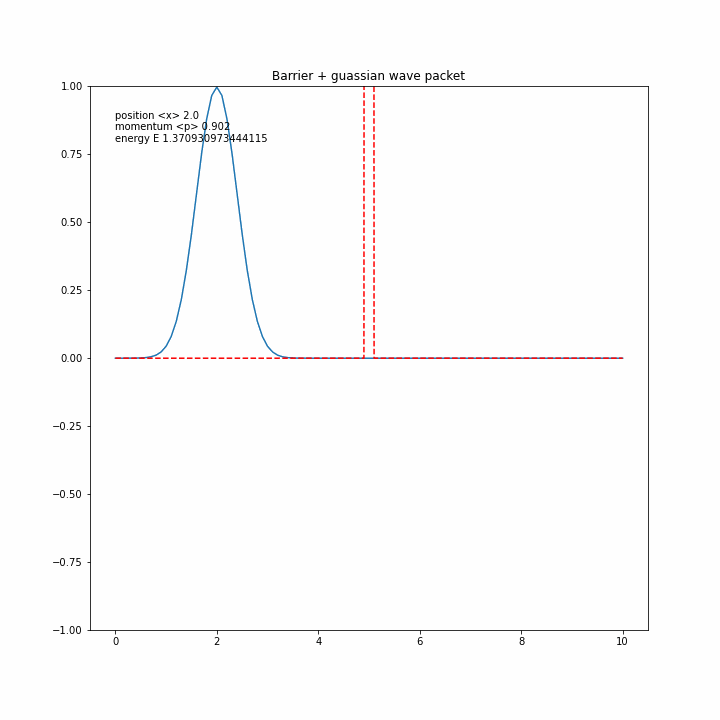 Barrier + guassian wave packet
1.00
position <x> 2.0
momentum <p> 0.902
energy E 1.370930973444115
0.75
0.50
0.25
0.00
−0.25
−0.50
−0.75
−1.00
0 2 4 6 8 10